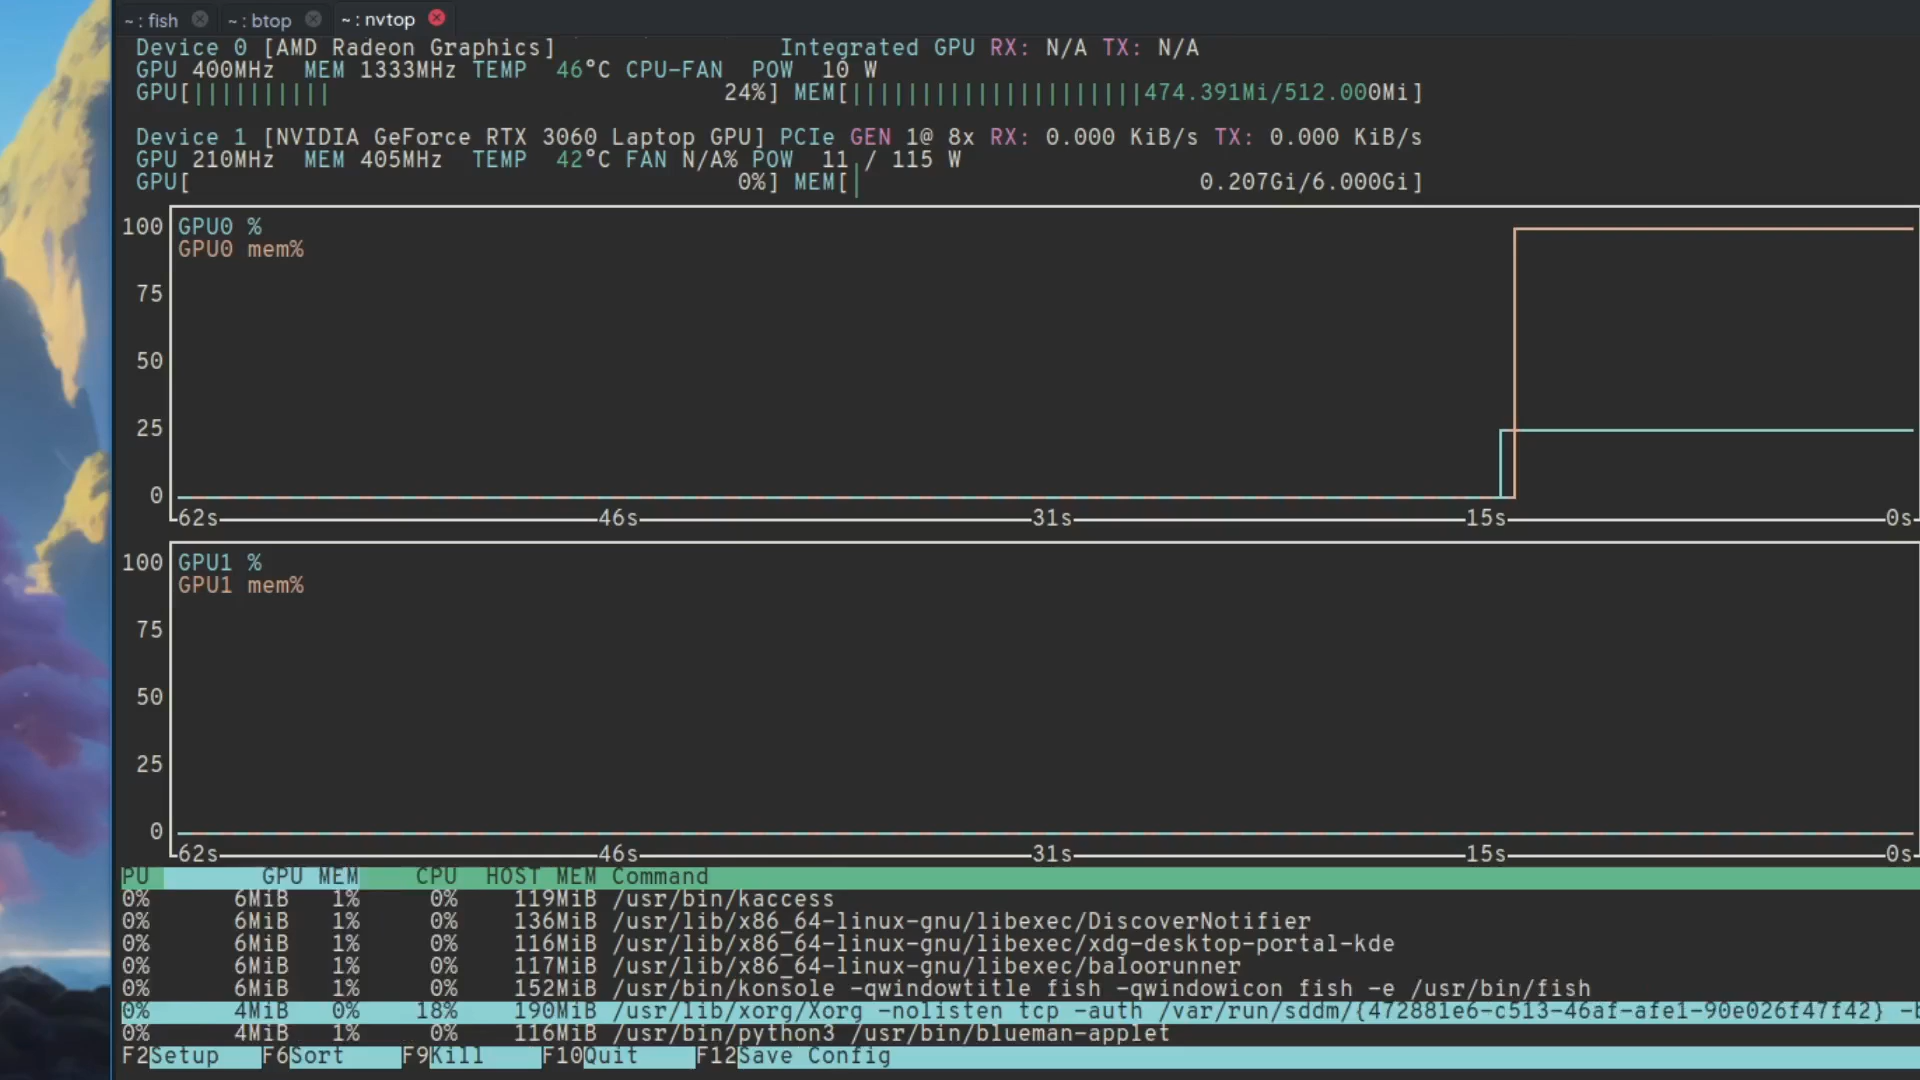 ~ : fish ~ : btop ~ : nvtop
Device 0 [AMD Radeon Graphics] Integrated GPU RX: N/A TX: N/A
GPU 400MHz MEM 1333MHz TEMP 46°C CPU-FAN POW 10 W
GPU[|||||||||| 24%] MEM[|||||||||||||||||||||474.391Mi/512.000Mi]
Device 1 [NVIDIA GeForce RTX 3060 Laptop GPU] PCIe GEN 1@ 8x RX: 0.000 KiB/s TX: 0.000 KiB/s
GPU 210MHz MEM 405MHz TEMP 42°C FAN N/A% POW 11 / 115 W
GPU[ 0%] MEM[| 0.207Gi/6.000Gi]
100 GPU0 %
GPU0 mem%
75
50
25
0
62s 46s 31s 15s 0s
100 GPU1 %
GPU1 mem%
75
50
25
0
62s 46s 31s 15s 0s
PU GPU MEM CPU HOST MEM Command
0% 6MiB 1% 0% 119MiB /usr/bin/kaccess
0% 6MiB 1% 0% 136MiB /usr/lib/x86_64-linux-gnu/libexec/DiscoverNotifier
0% 6MiB 1% 0% 116MiB /usr/lib/x86_64-linux-gnu/libexec/xdg-desktop-portal-kde
0% 6MiB 1% 0% 117MiB /usr/lib/x86_64-linux-gnu/libexec/baloorunner
0% 6MiB 1% 0% 152MiB /usr/bin/konsole -qwindowtitle fish -qwindowicon fish -e /usr/bin/fish
0% 4MiB 0% 18% 190MiB /usr/lib/xorg/Xorg -nolisten tcp -auth /var/run/sddm/{472881e6-c513-46af-afe1-90e026f47f42} -b
0% 4MiB 1% 0% 116MiB /usr/bin/python3 /usr/bin/blueman-applet
F2Setup F6Sort F9Kill F10Quit F12Save Config